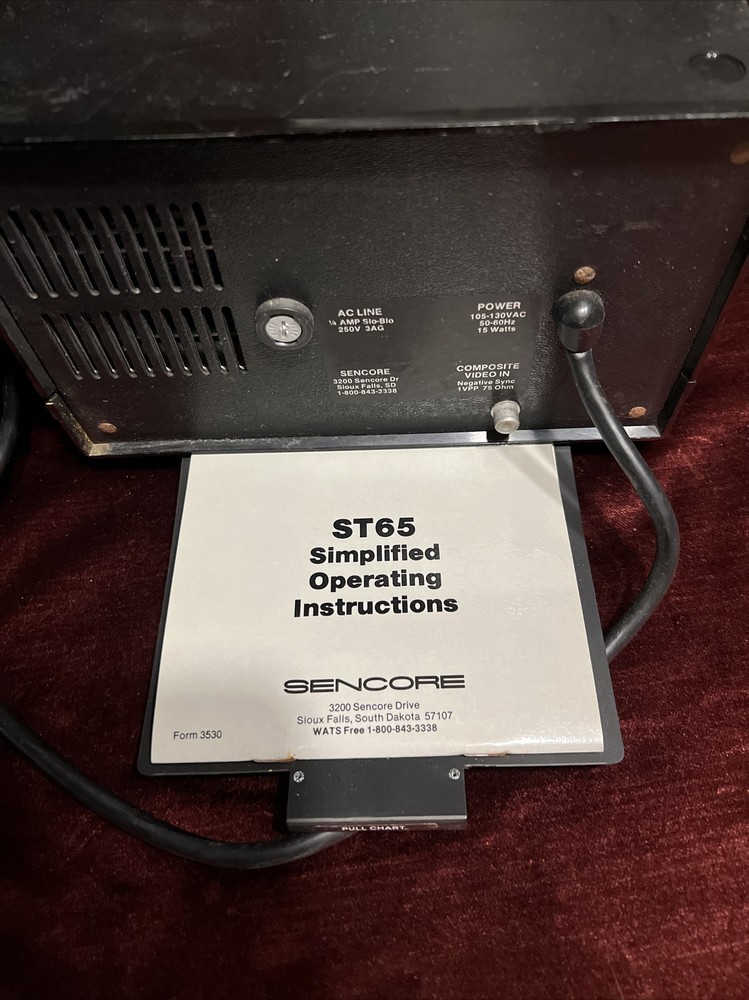 AC LINE
¼ AMP Slo-Blo
250V 3AG
POWER
105-130VAC
50-60Hz
15 Watts
SENCORE
3200 Sencore Dr
Sioux Falls, SD
1-800-843-3338
COMPOSITE
VIDEO IN
Negative Sync
1VPP 75 Ohm
ST65
Simplified
Operating
Instructions
SENCORE
3200 Sencore Drive
Sioux Falls, South Dakota 57107
WATS Free 1-800-843-3338
Form 3530
PULL CHART